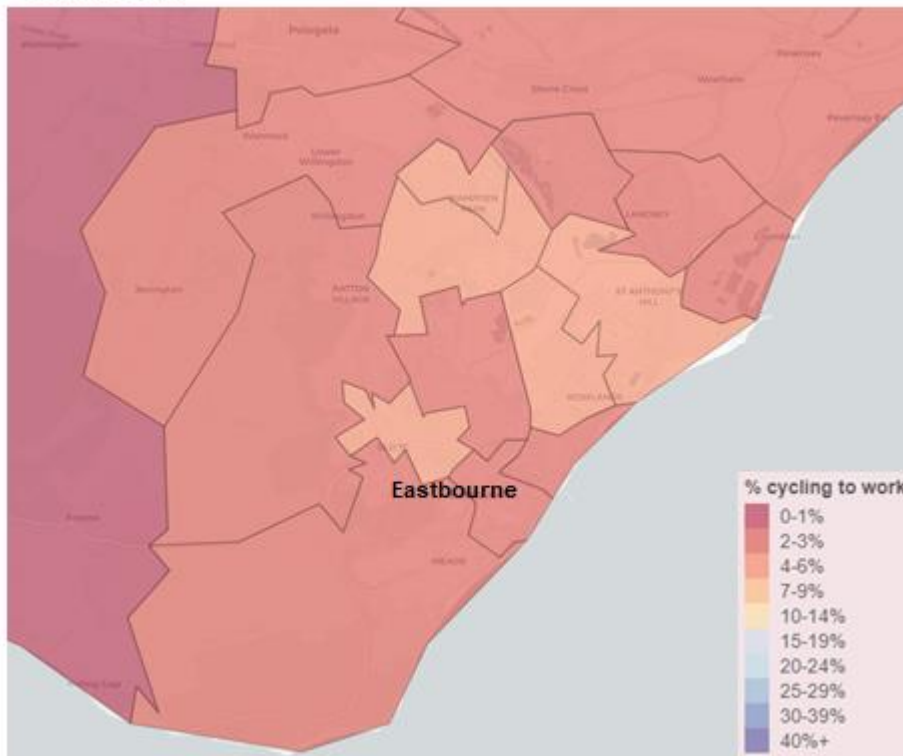 Polegate
Stone Cross
Westham
Pevensey
Lower
Willingdon
Willingdon
HAMPDEN
PARK
LANGNEY
Jevington
RATTON
VILLAGE
ST ANTHONY'S
HILL
ROSELANDS
Eastbourne
Friston
MEADS
% cycling to work
0-1%
2-3%
4-6%
7-9%
10-14%
15-19%
20-24%
25-29%
30-39%
40%+